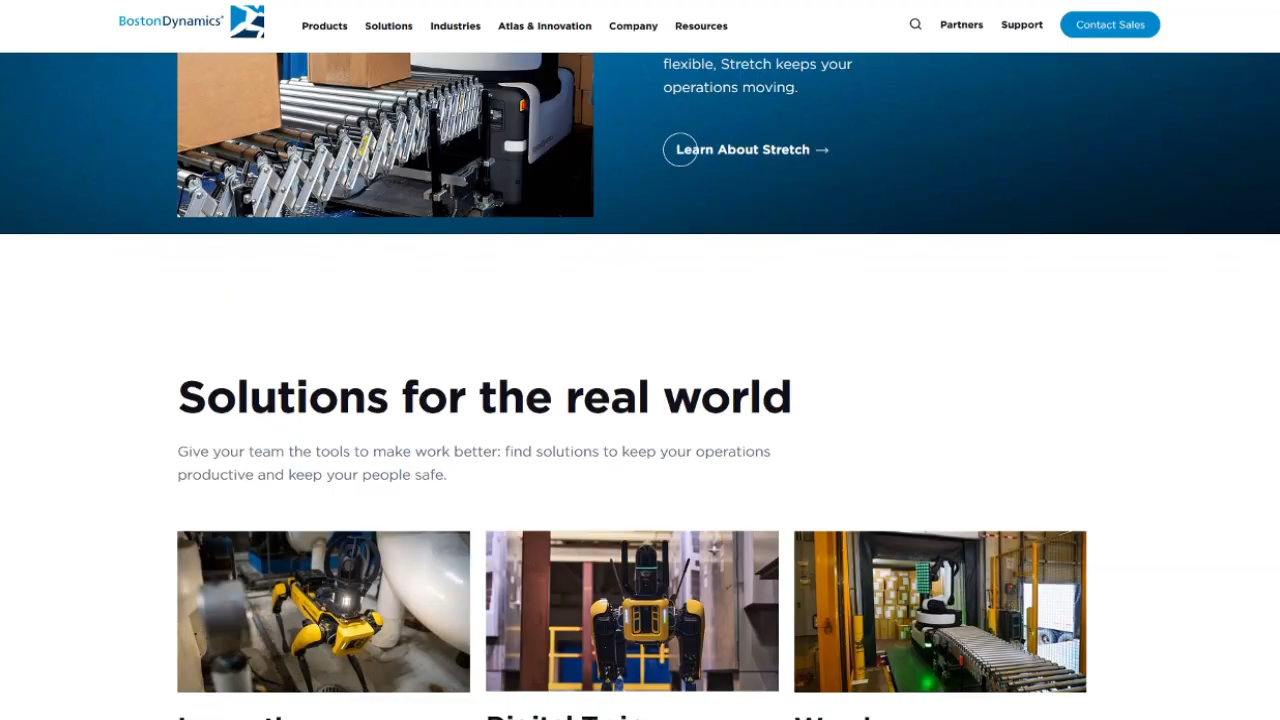 BostonDynamics
Products Solutions Industries Atlas & Innovation Company Resources
Partners Support Contact Sales
flexible, Stretch keeps your
operations moving.
Learn About Stretch →
Solutions for the real world
Give your team the tools to make work better: find solutions to keep your operations
productive and keep your people safe.